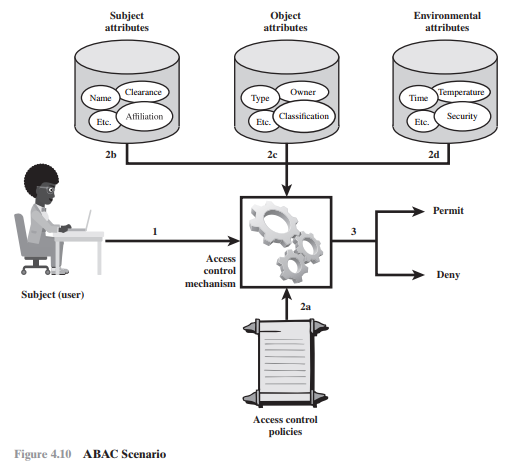 Subject
attributes
Object
attributes
Environmental
attributes
Name
Clearance
Etc.
Affiliation
Type
Owner
Etc.
Classification
Time
Temperature
Etc.
Security
2b
2c
2d
1
3
Permit
Deny
Access
control
mechanism
Subject (user)
2a
Access control
policies
Figure 4.10 ABAC Scenario